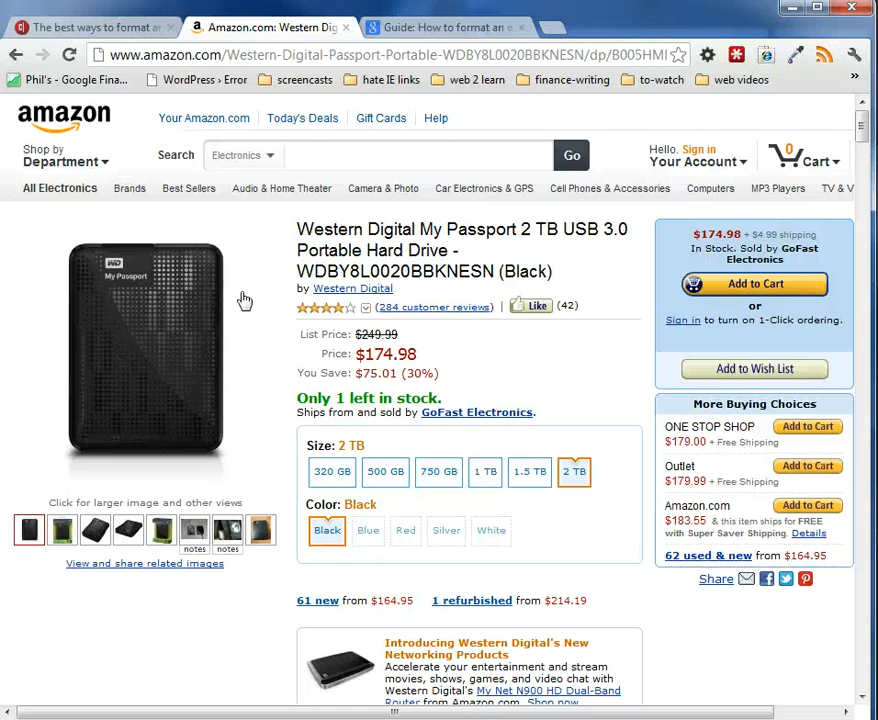 The best ways to format an
Amazon.com: Western Dig
Guide: How to format an e
www.amazon.com/Western-Digital-Passport-Portable-WDBY8L0020BBKNESN/dp/B005HMI
Phil's - Google Fina...
WordPress › Error
screencasts
hate IE links
web 2 learn
finance-writing
to-watch
web videos
amazon
Your Amazon.com
Today's Deals
Gift Cards
Help
Shop by
Department
Search
Electronics
Go
Hello. Sign in
Your Account
0
Cart
All Electronics
Brands
Best Sellers
Audio & Home Theater
Camera & Photo
Car Electronics & GPS
Cell Phones & Accessories
Computers
MP3 Players
TV & V
WD
My Passport
Click for larger image and other views
notes
notes
View and share related images
Western Digital My Passport 2 TB USB 3.0
Portable Hard Drive -
WDBY8L0020BBKNESN (Black)
by Western Digital
(284 customer reviews) | Like (42)
List Price: $249.99
Price: $174.98
You Save: $75.01 (30%)
Only 1 left in stock.
Ships from and sold by GoFast Electronics.
Size: 2 TB
320 GB
500 GB
750 GB
1 TB
1.5 TB
2 TB
Color: Black
Black
Blue
Red
Silver
White
61 new from $164.95
1 refurbished from $214.19
Introducing Western Digital's New
Networking Products
Accelerate your entertainment and stream
movies, shows, games, and video chat with
Western Digital's My Net N900 HD Dual-Band
Router from Amazon.com. Shop now
$174.98 + $4.99 shipping
In Stock. Sold by GoFast
Electronics
Add to Cart
or
Sign in to turn on 1-Click ordering.
Add to Wish List
More Buying Choices
ONE STOP SHOP
Add to Cart
$179.00 + Free Shipping
Outlet
Add to Cart
$179.99 + Free Shipping
Amazon.com
Add to Cart
$183.55 & this item ships for FREE
with Super Saver Shipping. Details
62 used & new from $164.95
Share